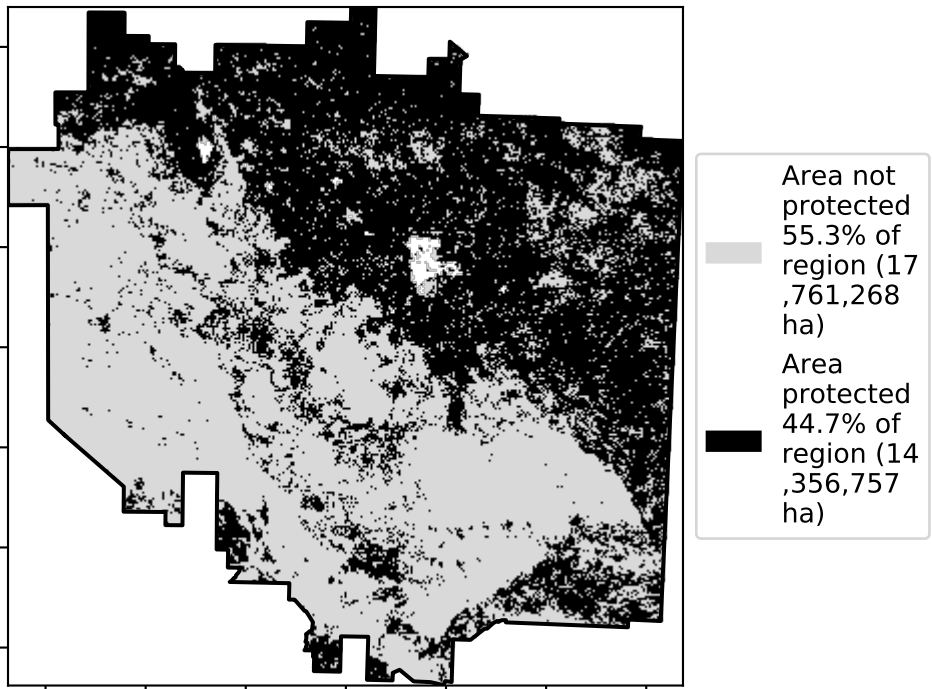 Area not
protected
55.3% of
region (17
,761,268
ha)
Area
protected
44.7% of
region (14
,356,757
ha)